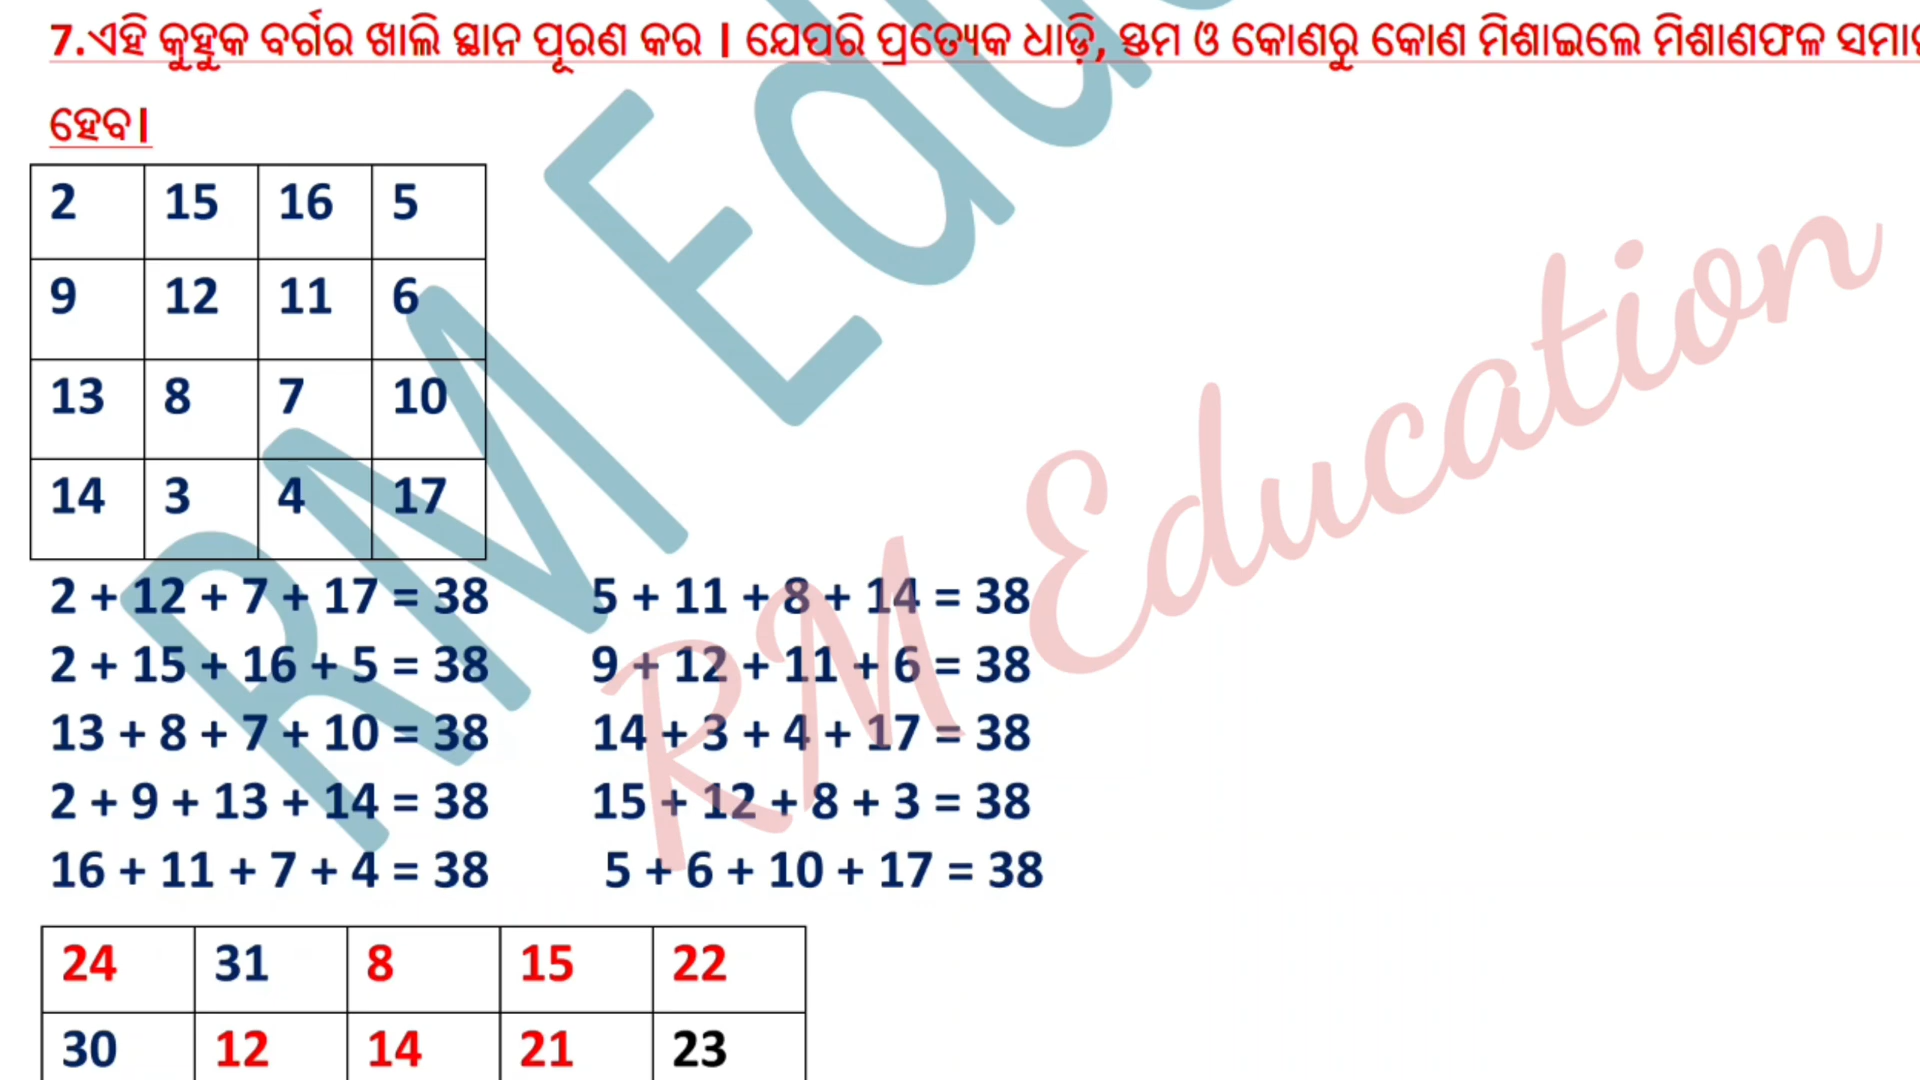 7.ଏହି କୁହୁକ ବର୍ଗର ଖାଲି ସ୍ଥାନ ପୂରଣ କର । ଯେପରି ପ୍ରତ୍ୟେକ ଧାଡ଼ି, ସ୍ତମ ଓ କୋଣରୁ କୋଣ ମିଶାଇଲେ ମିଶାଣଫଳ
ହେବ।
2 15 16 5
9 12 11 6
13 8 7 10
14 3 4 17
2 + 12 + 7 + 17 = 38 5 + 11 + 8 + 14 = 38
2 + 15 + 16 + 5 = 38 9 + 12 + 11 + 6 = 38
13 + 8 + 7 + 10 = 38 14 + 3 + 4 + 17 = 38
2 + 9 + 13 + 14 = 38 15 + 12 + 8 + 3 = 38
16 + 11 + 7 + 4 = 38 5 + 6 + 10 + 17 = 38
24 31 8 15 22
30 12 14 21 23
RM Edu
RM Education